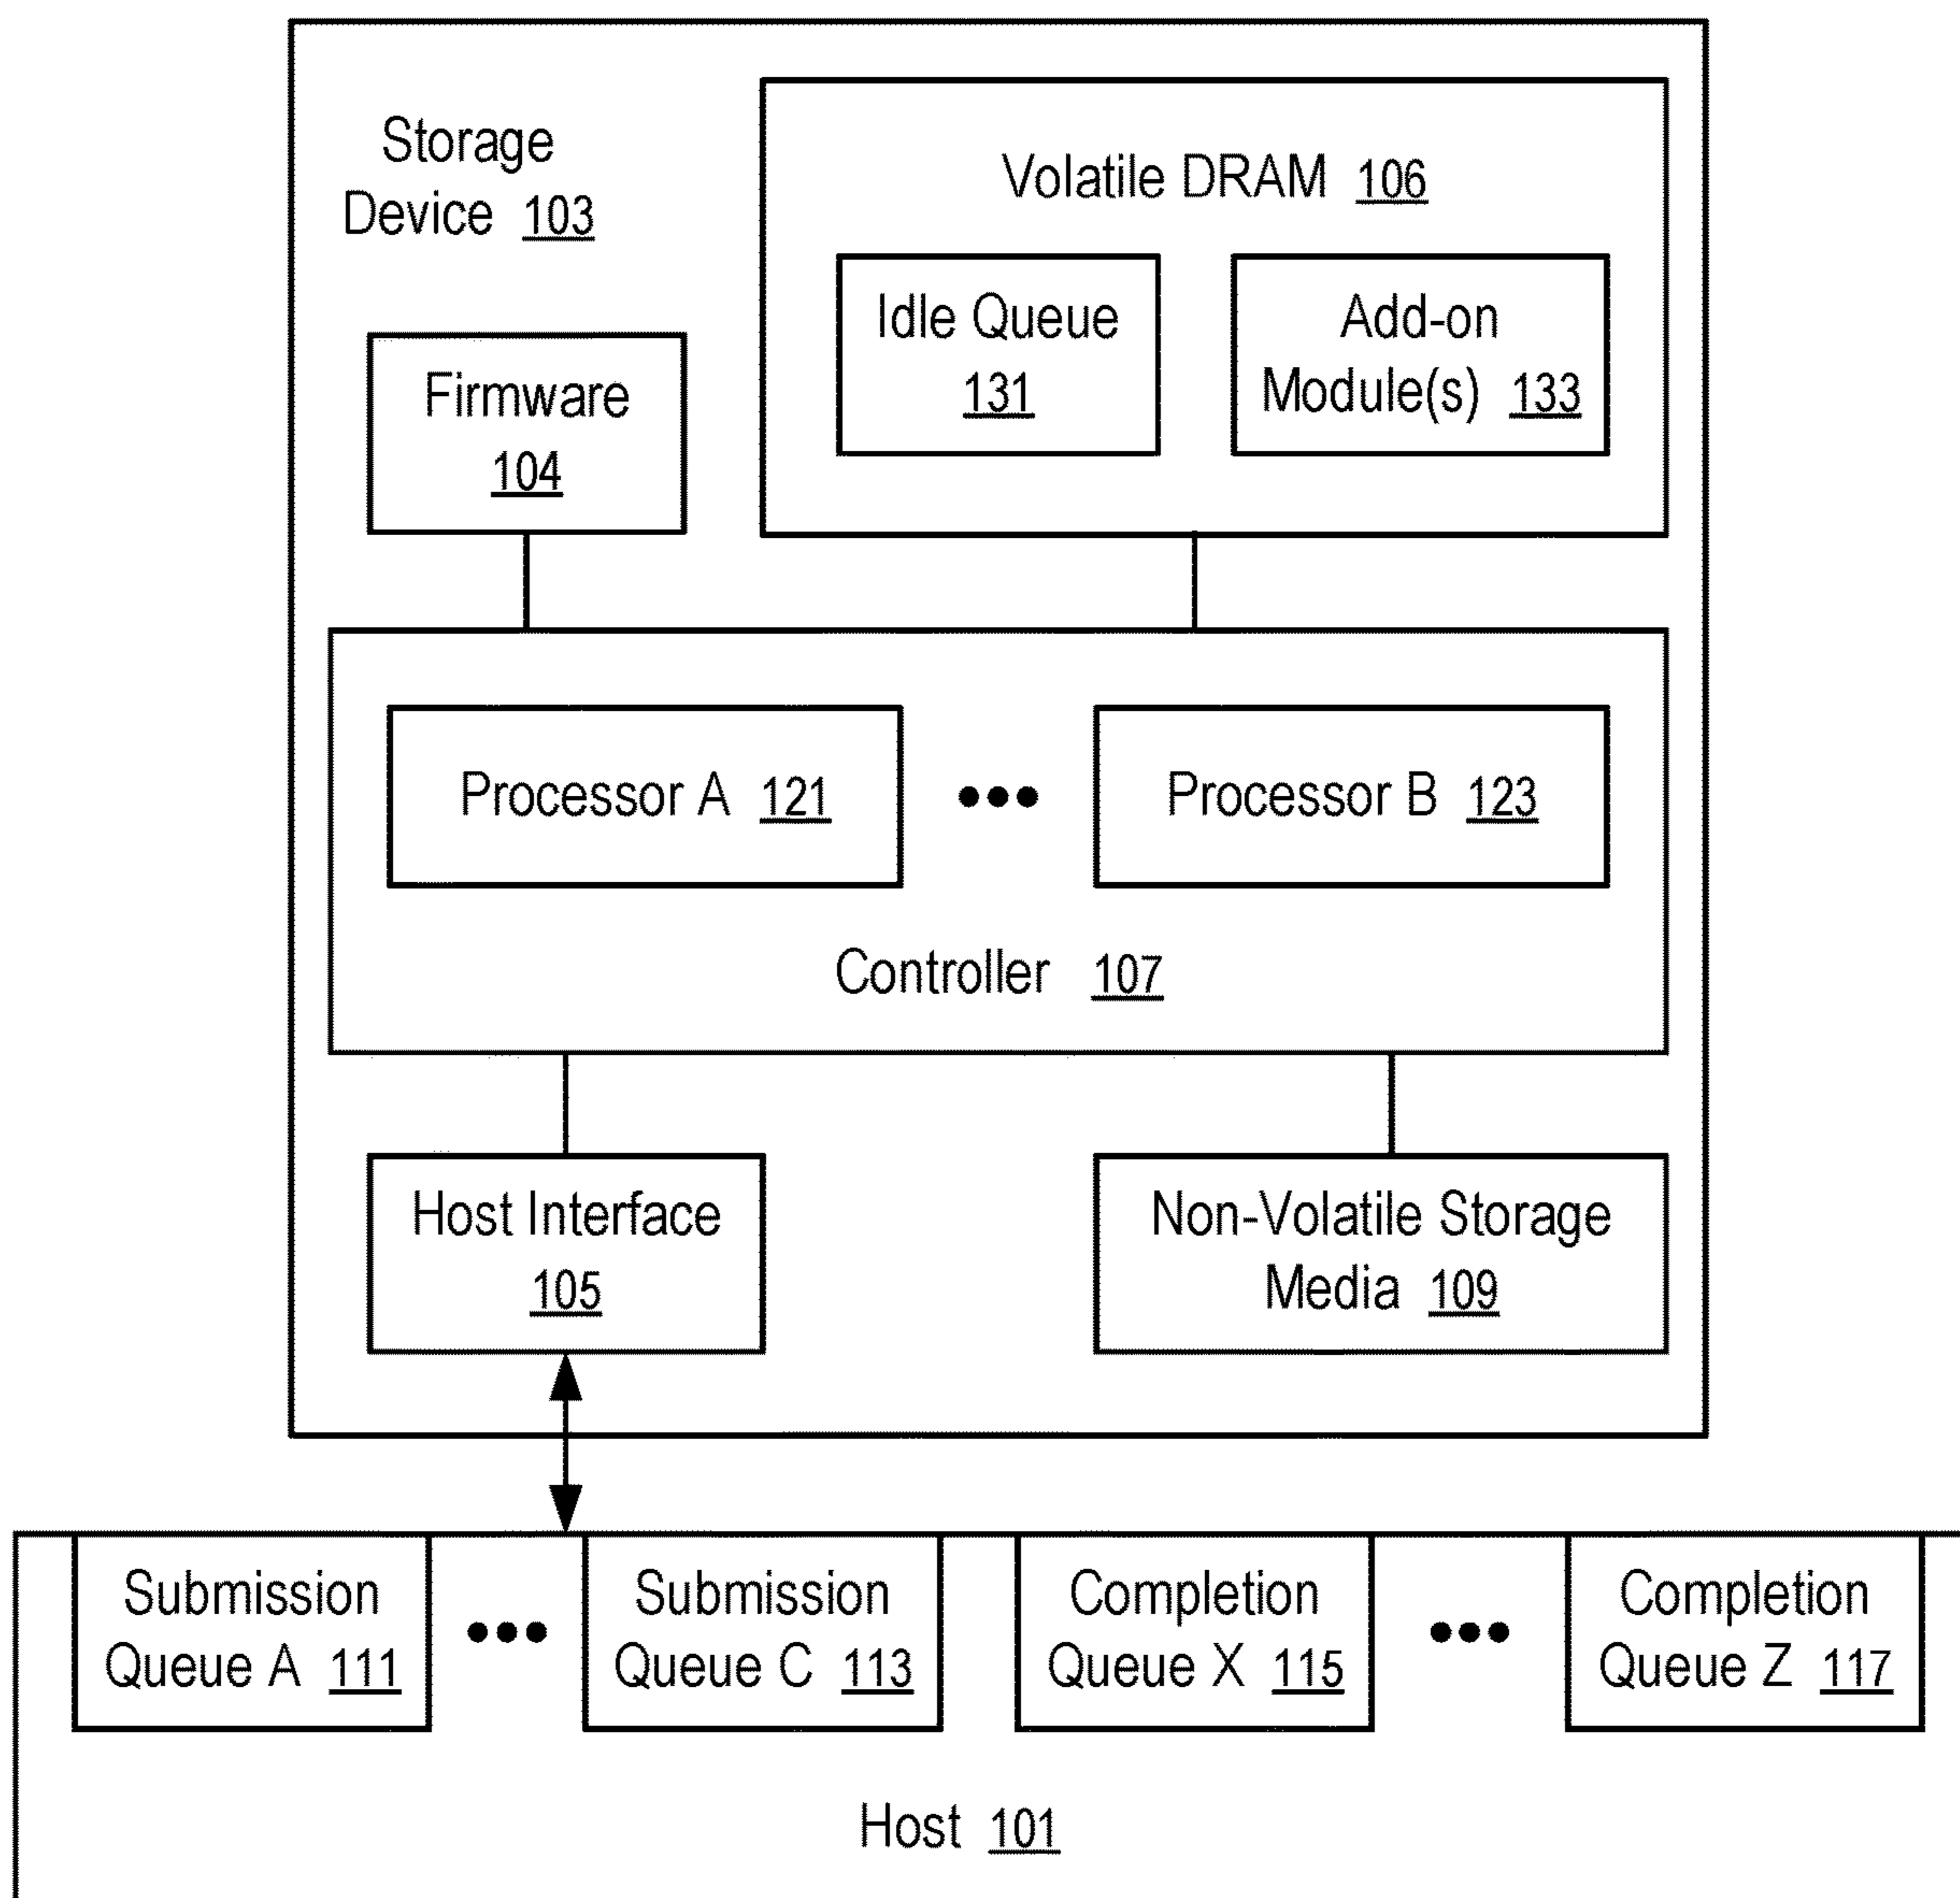 Storage
Device 103
Volatile DRAM 106
Idle Queue
131
Add-on
Module(s) 133
Firmware
104
Processor A 121
•••
Processor B 123
Controller 107
Host Interface
105
Non-Volatile Storage
Media 109
Submission
Queue A 111
•••
Submission
Queue C 113
Completion
Queue X 115
•••
Completion
Queue Z 117
Host 101